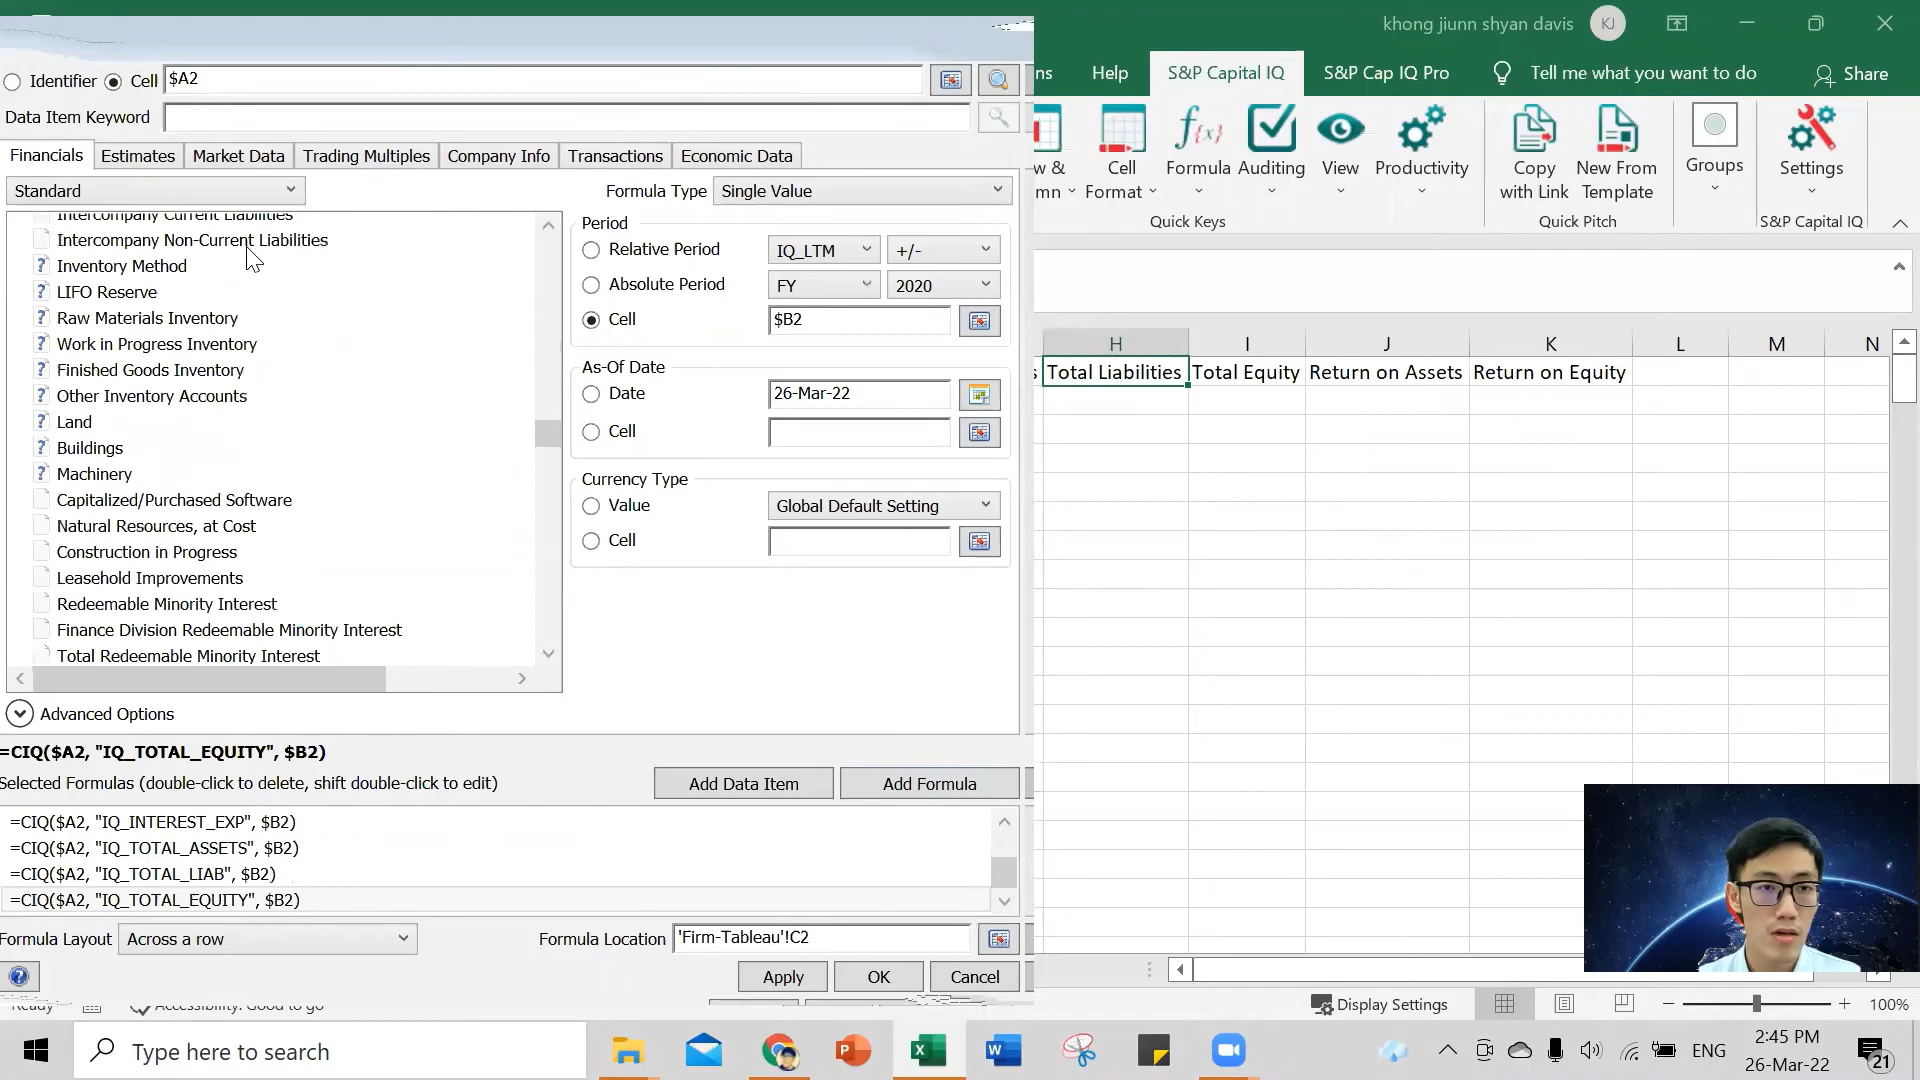 khong jiunn shyan davis
KJ
Identifier
Cell
$A2
Data Item Keyword
Financials
Estimates
Market Data
Trading Multiples
Company Info
Transactions
Economic Data
Standard
Formula Type
Single Value
Intercompany Current Liabilities
Intercompany Non-Current Liabilities
Inventory Method
LIFO Reserve
Raw Materials Inventory
Work in Progress Inventory
Finished Goods Inventory
Other Inventory Accounts
Land
Buildings
Machinery
Capitalized/Purchased Software
Natural Resources, at Cost
Construction in Progress
Leasehold Improvements
Redeemable Minority Interest
Finance Division Redeemable Minority Interest
Total Redeemable Minority Interest
Period
Relative Period
IQ_LTM
+/-
Absolute Period
FY
2020
Cell
$B2
As-Of Date
Date
26-Mar-22
Cell
Currency Type
Value
Global Default Setting
Cell
Advanced Options
=CIQ($A2, "IQ_TOTAL_EQUITY", $B2)
Selected Formulas (double-click to delete, shift double-click to edit)
Add Data Item
Add Formula
=CIQ($A2, "IQ_INTEREST_EXP", $B2)
=CIQ($A2, "IQ_TOTAL_ASSETS", $B2)
=CIQ($A2, "IQ_TOTAL_LIAB", $B2)
=CIQ($A2, "IQ_TOTAL_EQUITY", $B2)
Formula Layout
Across a row
Formula Location
'Firm-Tableau'!C2
Apply
OK
Cancel
Ready
Accessibility: Good to go
ns
Help
S&P Capital IQ
S&P Cap IQ Pro
Tell me what you want to do
Share
w &
mn
Cell
Format
Formula
Auditing
View
Productivity
Copy
with Link
New From
Template
Groups
Settings
Quick Keys
Quick Pitch
S&P Capital IQ
H
I
J
K
L
M
N
s
Total Liabilities
Total Equity
Return on Assets
Return on Equity
Display Settings
100%
Type here to search
ENG
2:45 PM
26-Mar-22
21